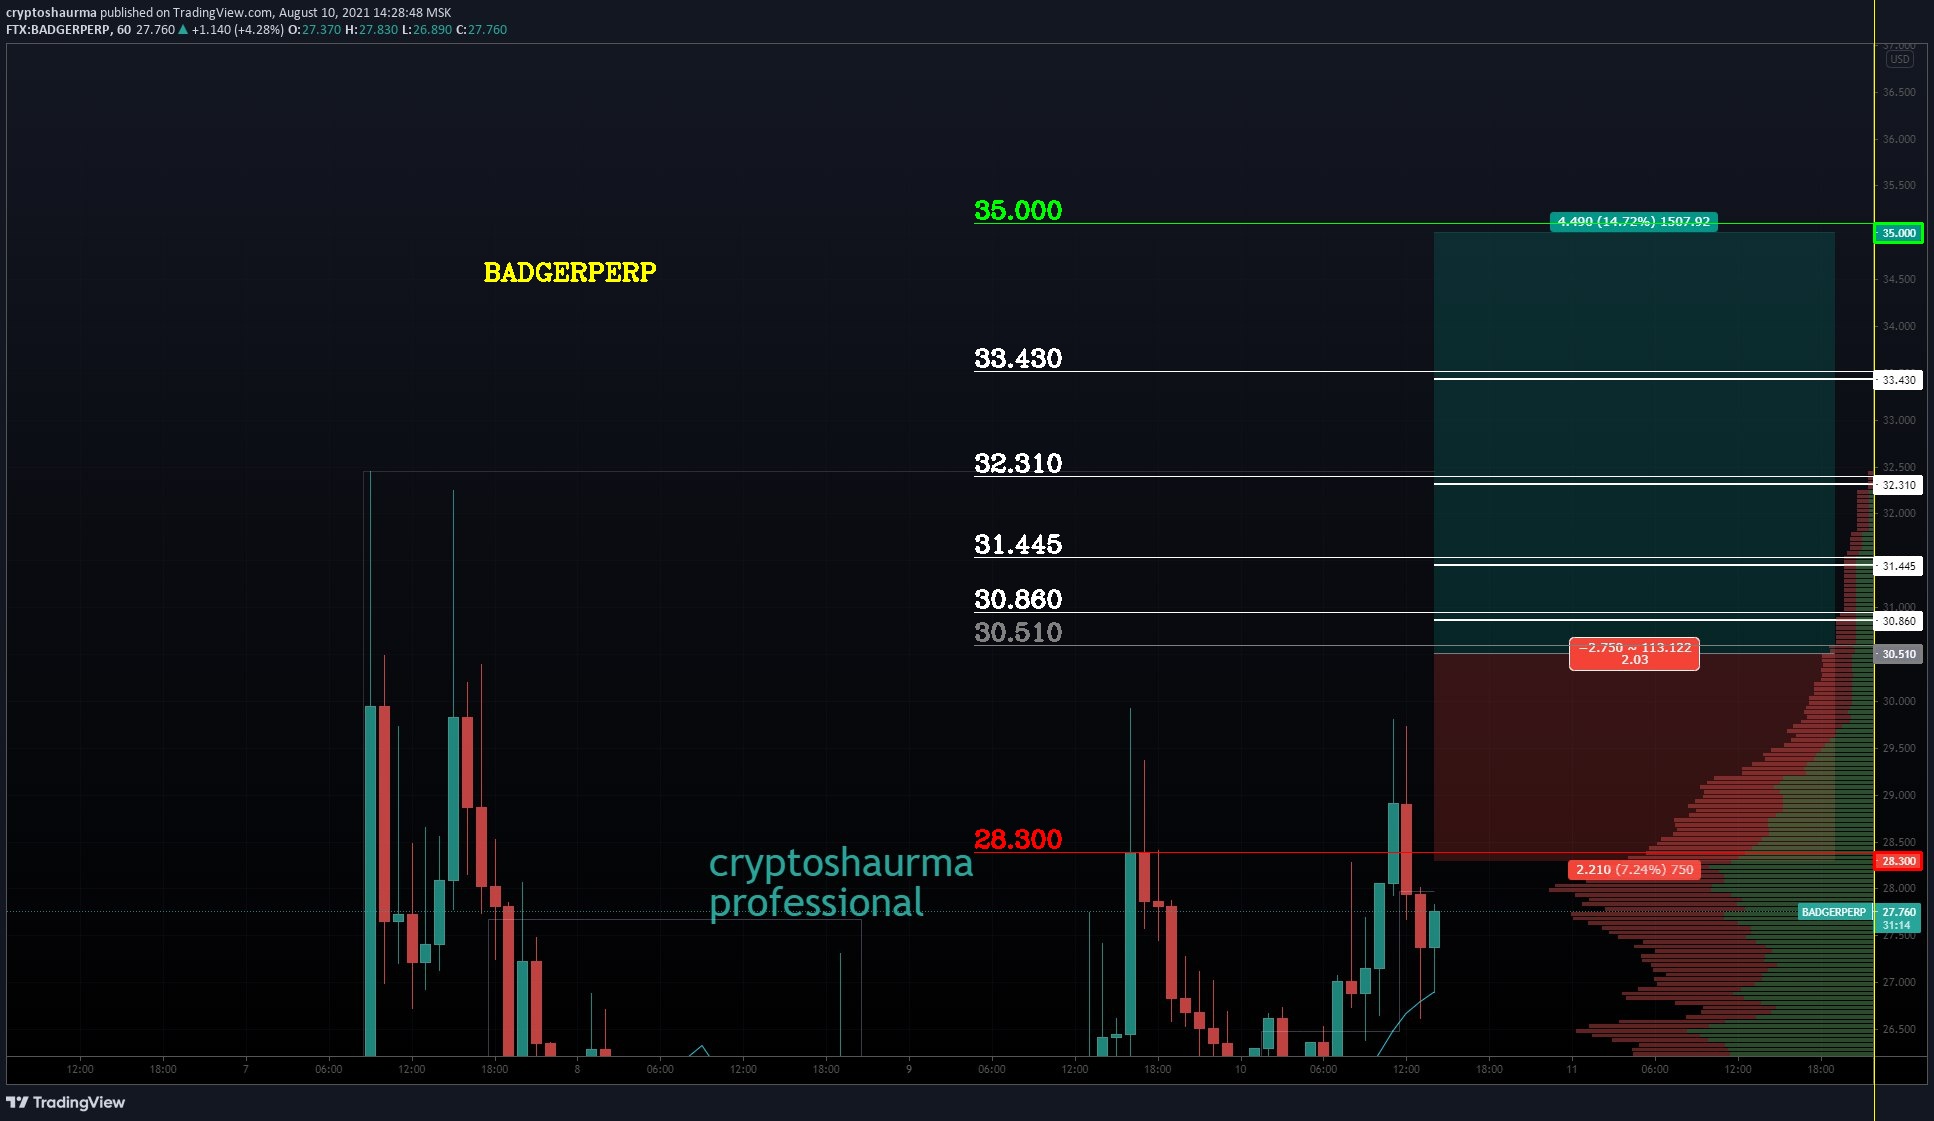 cryptoshaurma published on TradingView.com, August 10, 2021 14:28:48 MSK
FTX:BADGERPERP, 60 27.760 ▲ +1.140 (+4.28%) O:27.370 H:27.830 L:26.890 C:27.760
37.000
USD
36.500
36.000
35.500
35.000
4.490 (14.72%) 1507.92
35.000
BADGERPERP
34.500
34.000
33.430
33.430
33.000
32.310
32.500
32.310
32.000
31.445
31.445
30.860
31.000
30.860
30.510
−2.750 ~ 113.122
2.03
30.510
30.000
29.500
29.000
28.300
28.500
28.300
cryptoshaurma
professional
2.210 (7.24%) 750
28.000
BADGERPERP
27.760
31:14
27.500
27.000
26.500
12:00 18:00 7 06:00 12:00 18:00 8 06:00 12:00 18:00 9 06:00 12:00 18:00 10 06:00 12:00 18:00 11 06:00 12:00 18:00
TradingView